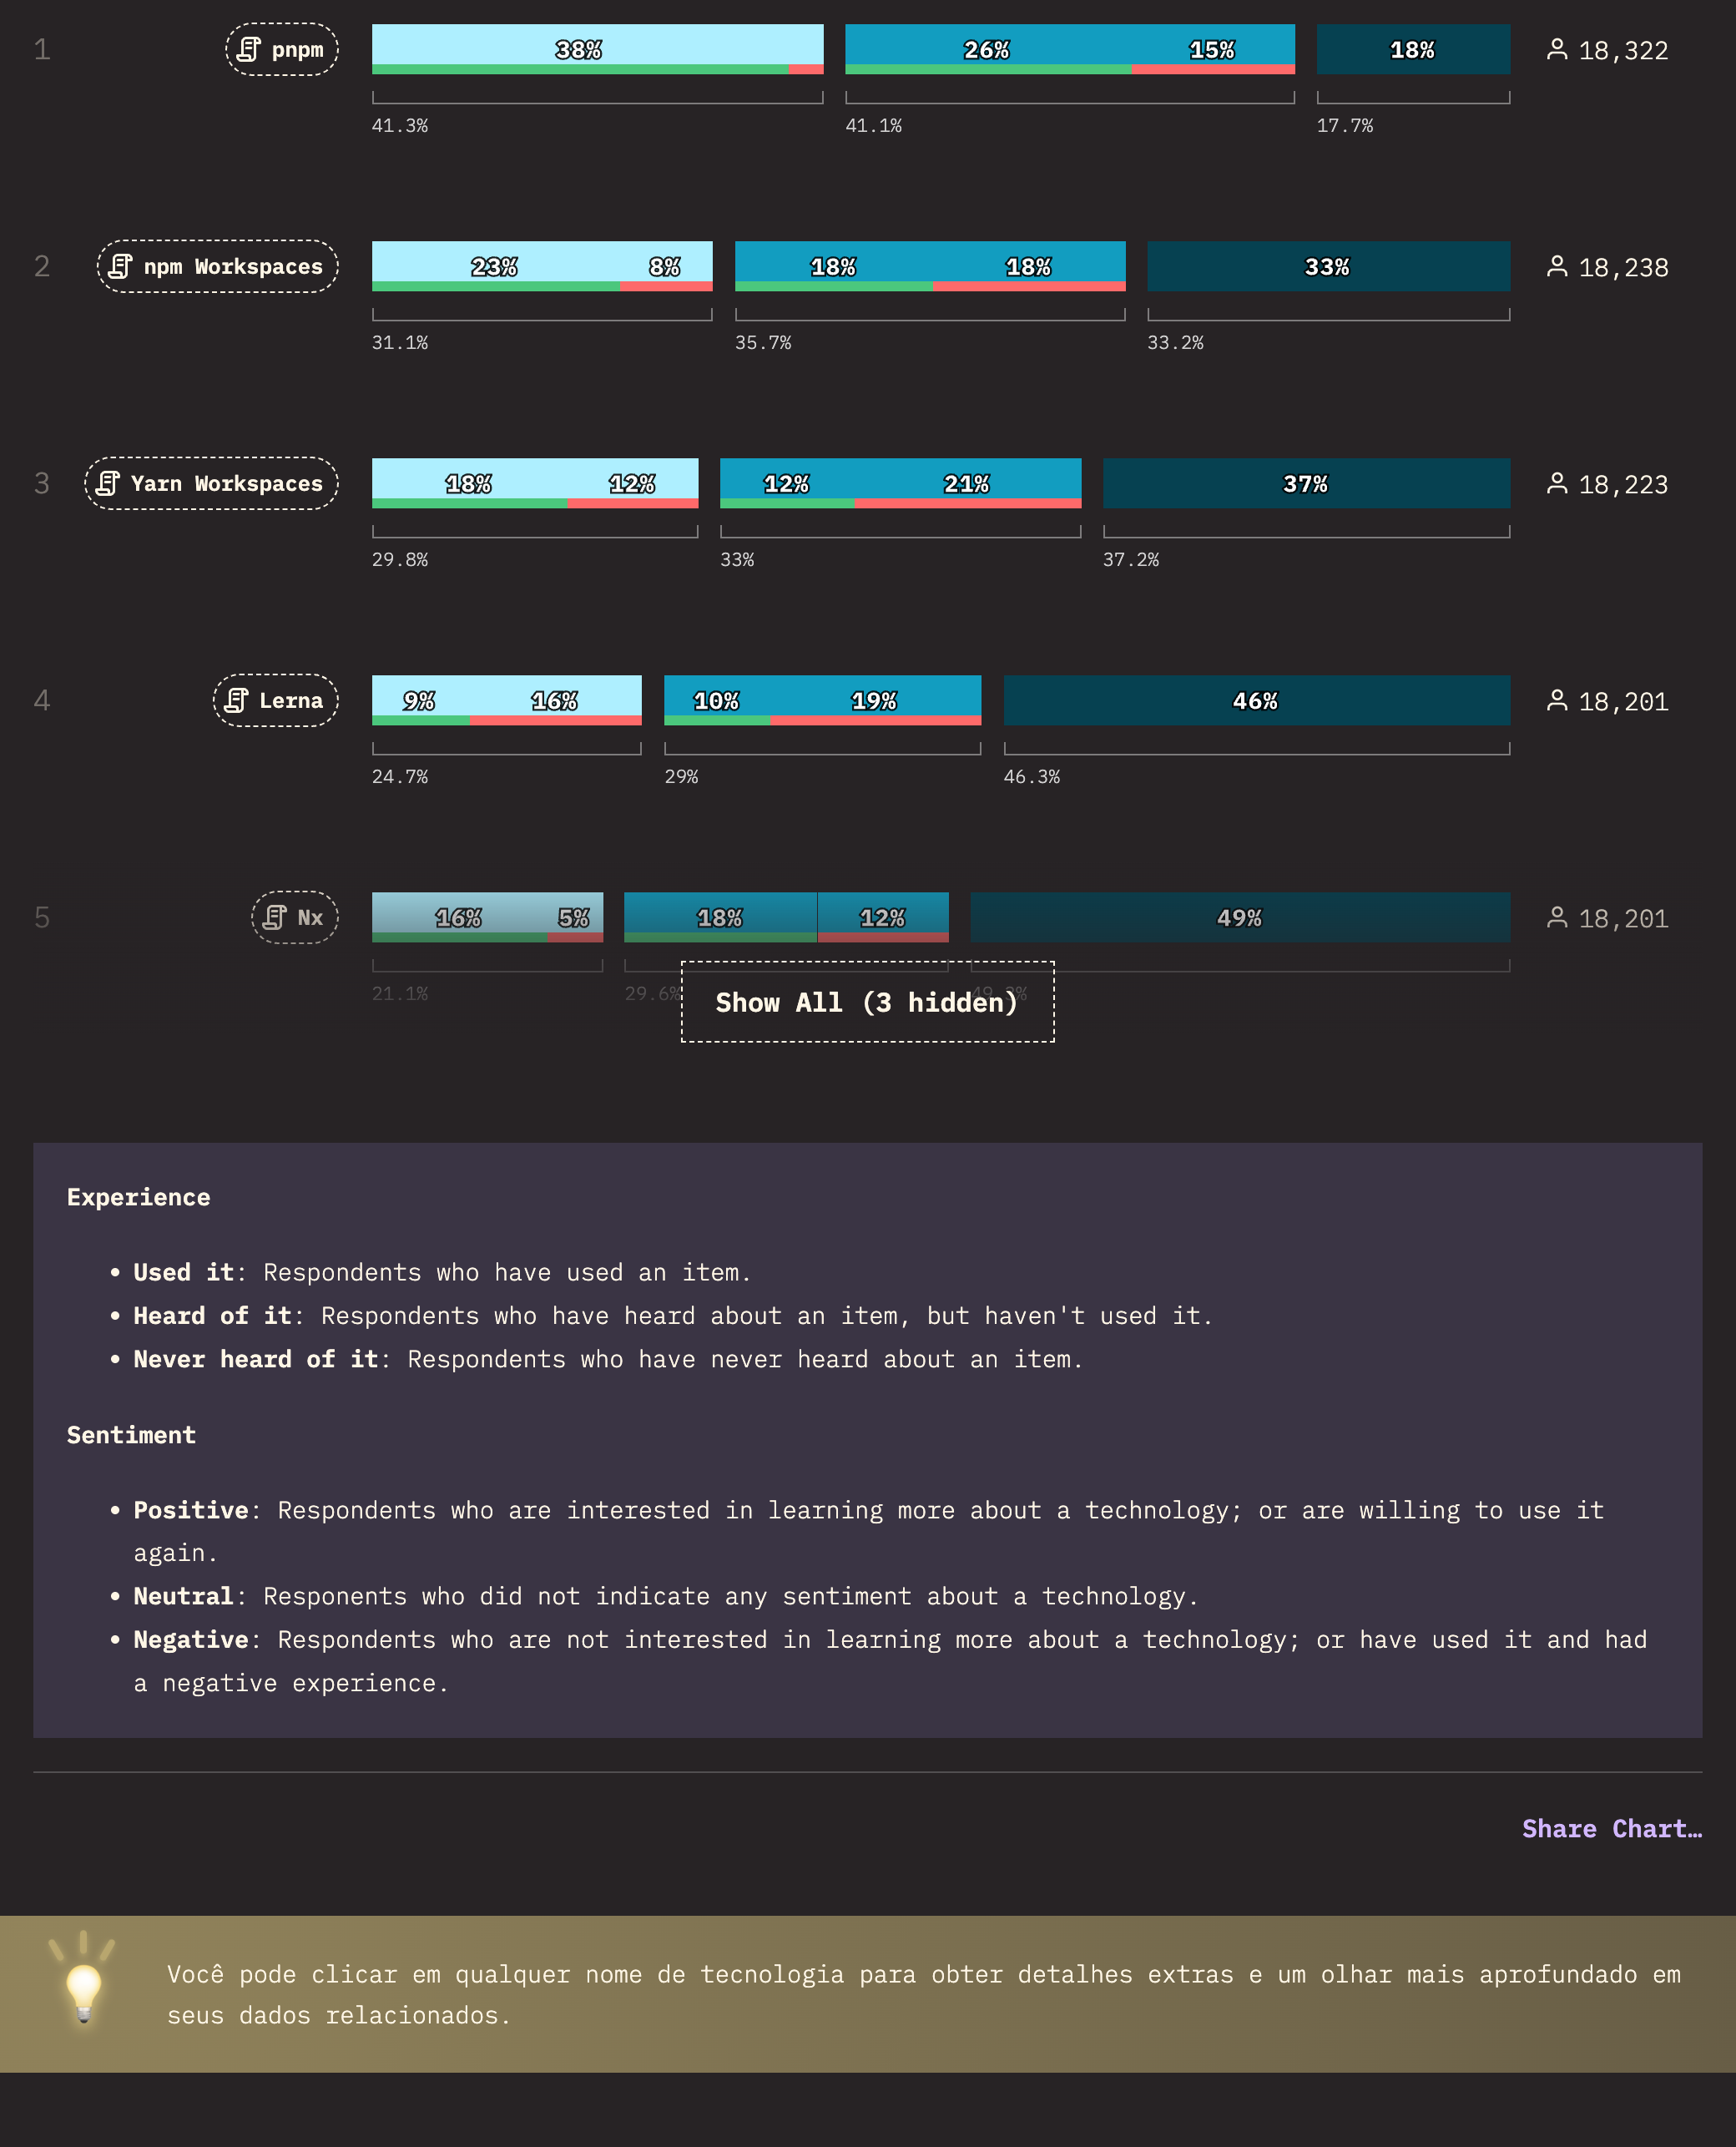 1 pnpm 38% 26% 15% 18% 18,322
41.3% 41.1% 17.7%
2 npm Workspaces 23% 8% 18% 18% 33% 18,238
31.1% 35.7% 33.2%
3 Yarn Workspaces 18% 12% 12% 21% 37% 18,223
29.8% 33% 37.2%
4 Lerna 9% 16% 10% 19% 46% 18,201
24.7% 29% 46.3%
5 Nx 16% 5% 18% 12% 49% 18,201
21.1% 29.6% 49.3%
Show All (3 hidden)
Experience
• Used it: Respondents who have used an item.
• Heard of it: Respondents who have heard about an item, but haven't used it.
• Never heard of it: Respondents who have never heard about an item.
Sentiment
• Positive: Respondents who are interested in learning more about a technology; or are willing to use it
again.
• Neutral: Responents who did not indicate any sentiment about a technology.
• Negative: Respondents who are not interested in learning more about a technology; or have used it and had
a negative experience.
Share Chart…
Você pode clicar em qualquer nome de tecnologia para obter detalhes extras e um olhar mais aprofundado em
seus dados relacionados.